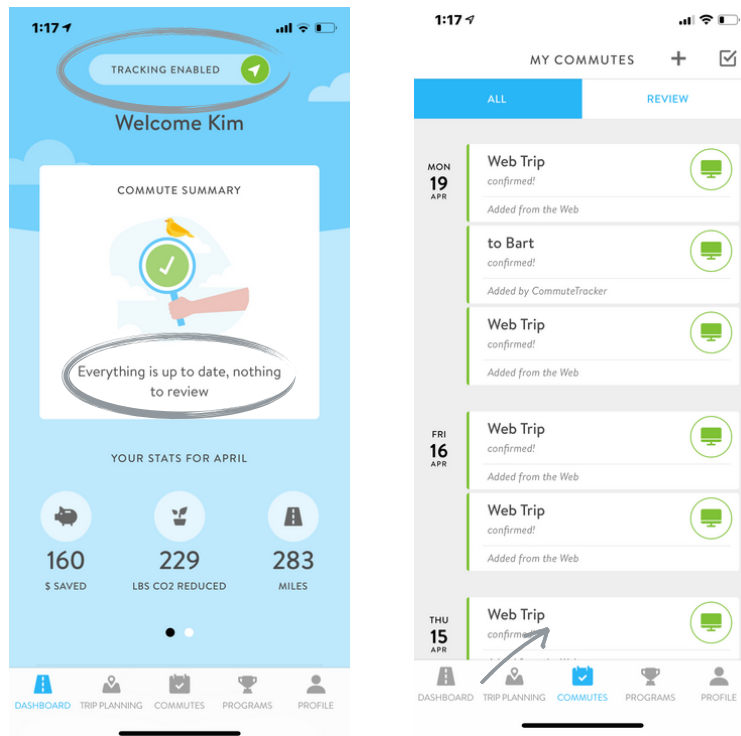 1:17
TRACKING ENABLED
Welcome Kim
COMMUTE SUMMARY
Everything is up to date, nothing
to review
YOUR STATS FOR APRIL
160
229
283
$ SAVED
LBS CO2 REDUCED
MILES
DASHBOARD
TRIP PLANNING
COMMUTES
PROGRAMS
PROFILE
1:17
MY COMMUTES
ALL
REVIEW
MON
19
APR
Web Trip
confirmed!
Added from the Web
to Bart
confirmed!
Added by CommuteTracker
Web Trip
confirmed!
Added from the Web
FRI
16
APR
Web Trip
confirmed!
Added from the Web
Web Trip
confirmed!
Added from the Web
THU
15
APR
Web Trip
DASHBOARD
TRIP PLANNING
COMMUTES
PROGRAMS
PROFILE